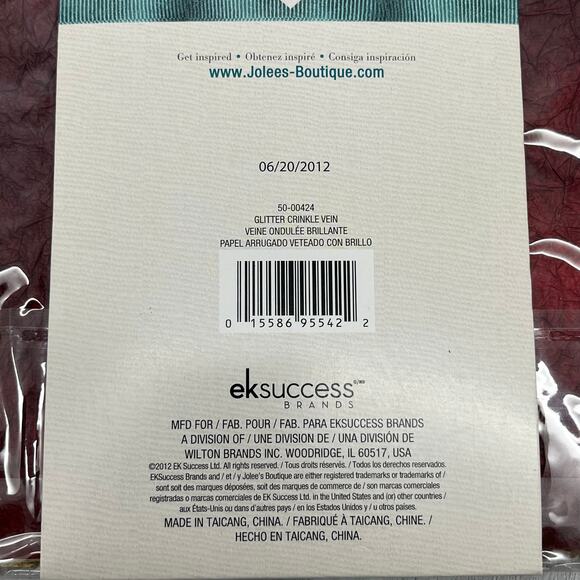 Get inspired • Obtenez inspiré • Consiga inspiración
www.Jolees-Boutique.com
06/20/2012
50-00424
GLITTER CRINKLE VEIN
VEINE ONDULÉE BRILLANTE
PAPEL ARRUGADO VETEADO CON BRILLO
0 15586 95542 2
eksuccess
BRANDS
MFD FOR / FAB. POUR / FAB. PARA EKSUCCESS BRANDS
A DIVISION OF / UNE DIVISION DE / UNA DIVISIÓN DE
WILTON BRANDS INC. WOODRIDGE, IL 60517, USA
©2012 EK Success Ltd. All rights reserved. / Tous droits réservés. / Todos los derechos reservados.
EKSuccess Brands and / et / y Jolee's Boutique are either registered trademarks or trademarks of /
sont soit des marques déposées, soit des marques de commerce de / son marcas comerciales
registradas o marcas comerciales de EK Success Ltd. in the United States and (or) other countries /
aux États-Unis ou dans d'autres pays / en los Estados Unidos y / u otros países.
MADE IN TAICANG, CHINA. / FABRIQUÉ À TAICANG, CHINE. /
HECHO EN TAICANG, CHINA.